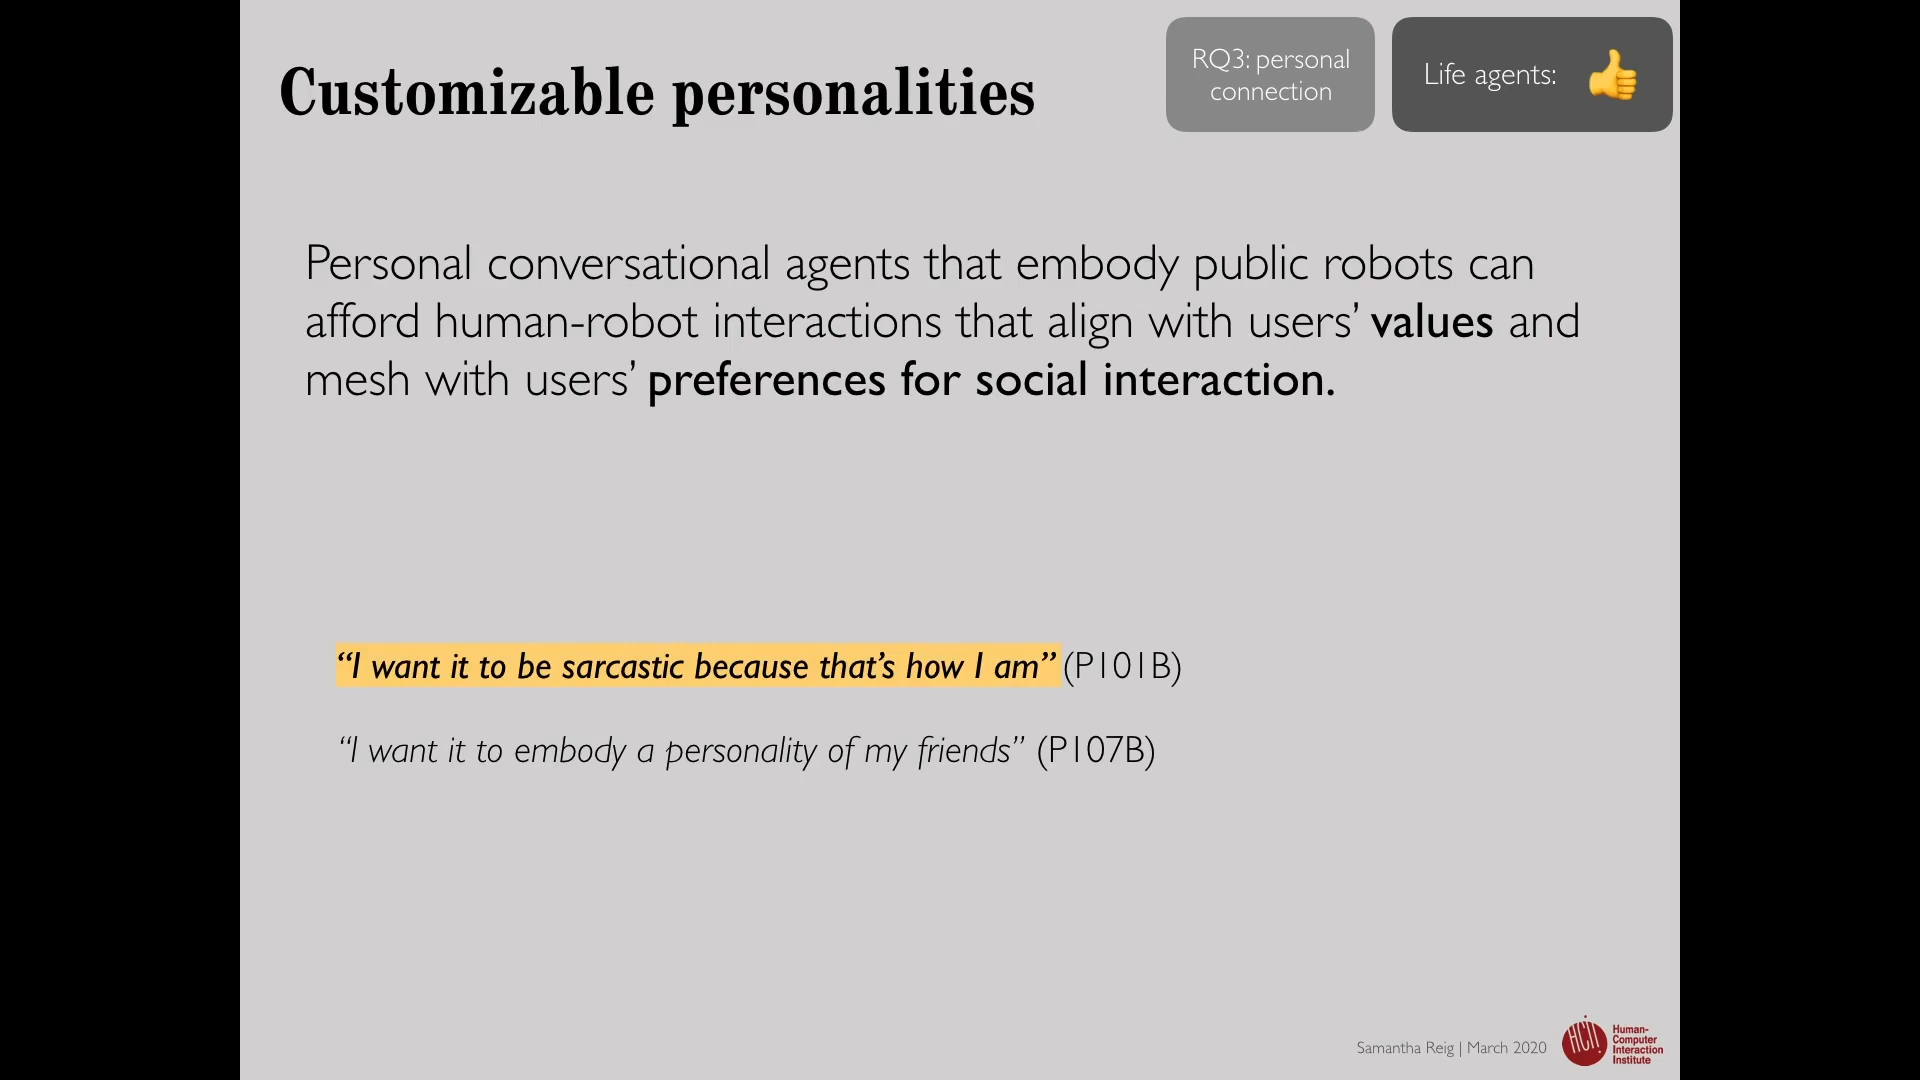 Customizable personalities
RQ3: personal
connection
Life agents:
Personal conversational agents that embody public robots can
afford human-robot interactions that align with users’ values and
mesh with users’ preferences for social interaction.
“I want it to be sarcastic because that’s how I am” (P101B)
“I want it to embody a personality of my friends” (P107B)
Samantha Reig | March 2020
HCII
Human-
Computer
Interaction
Institute